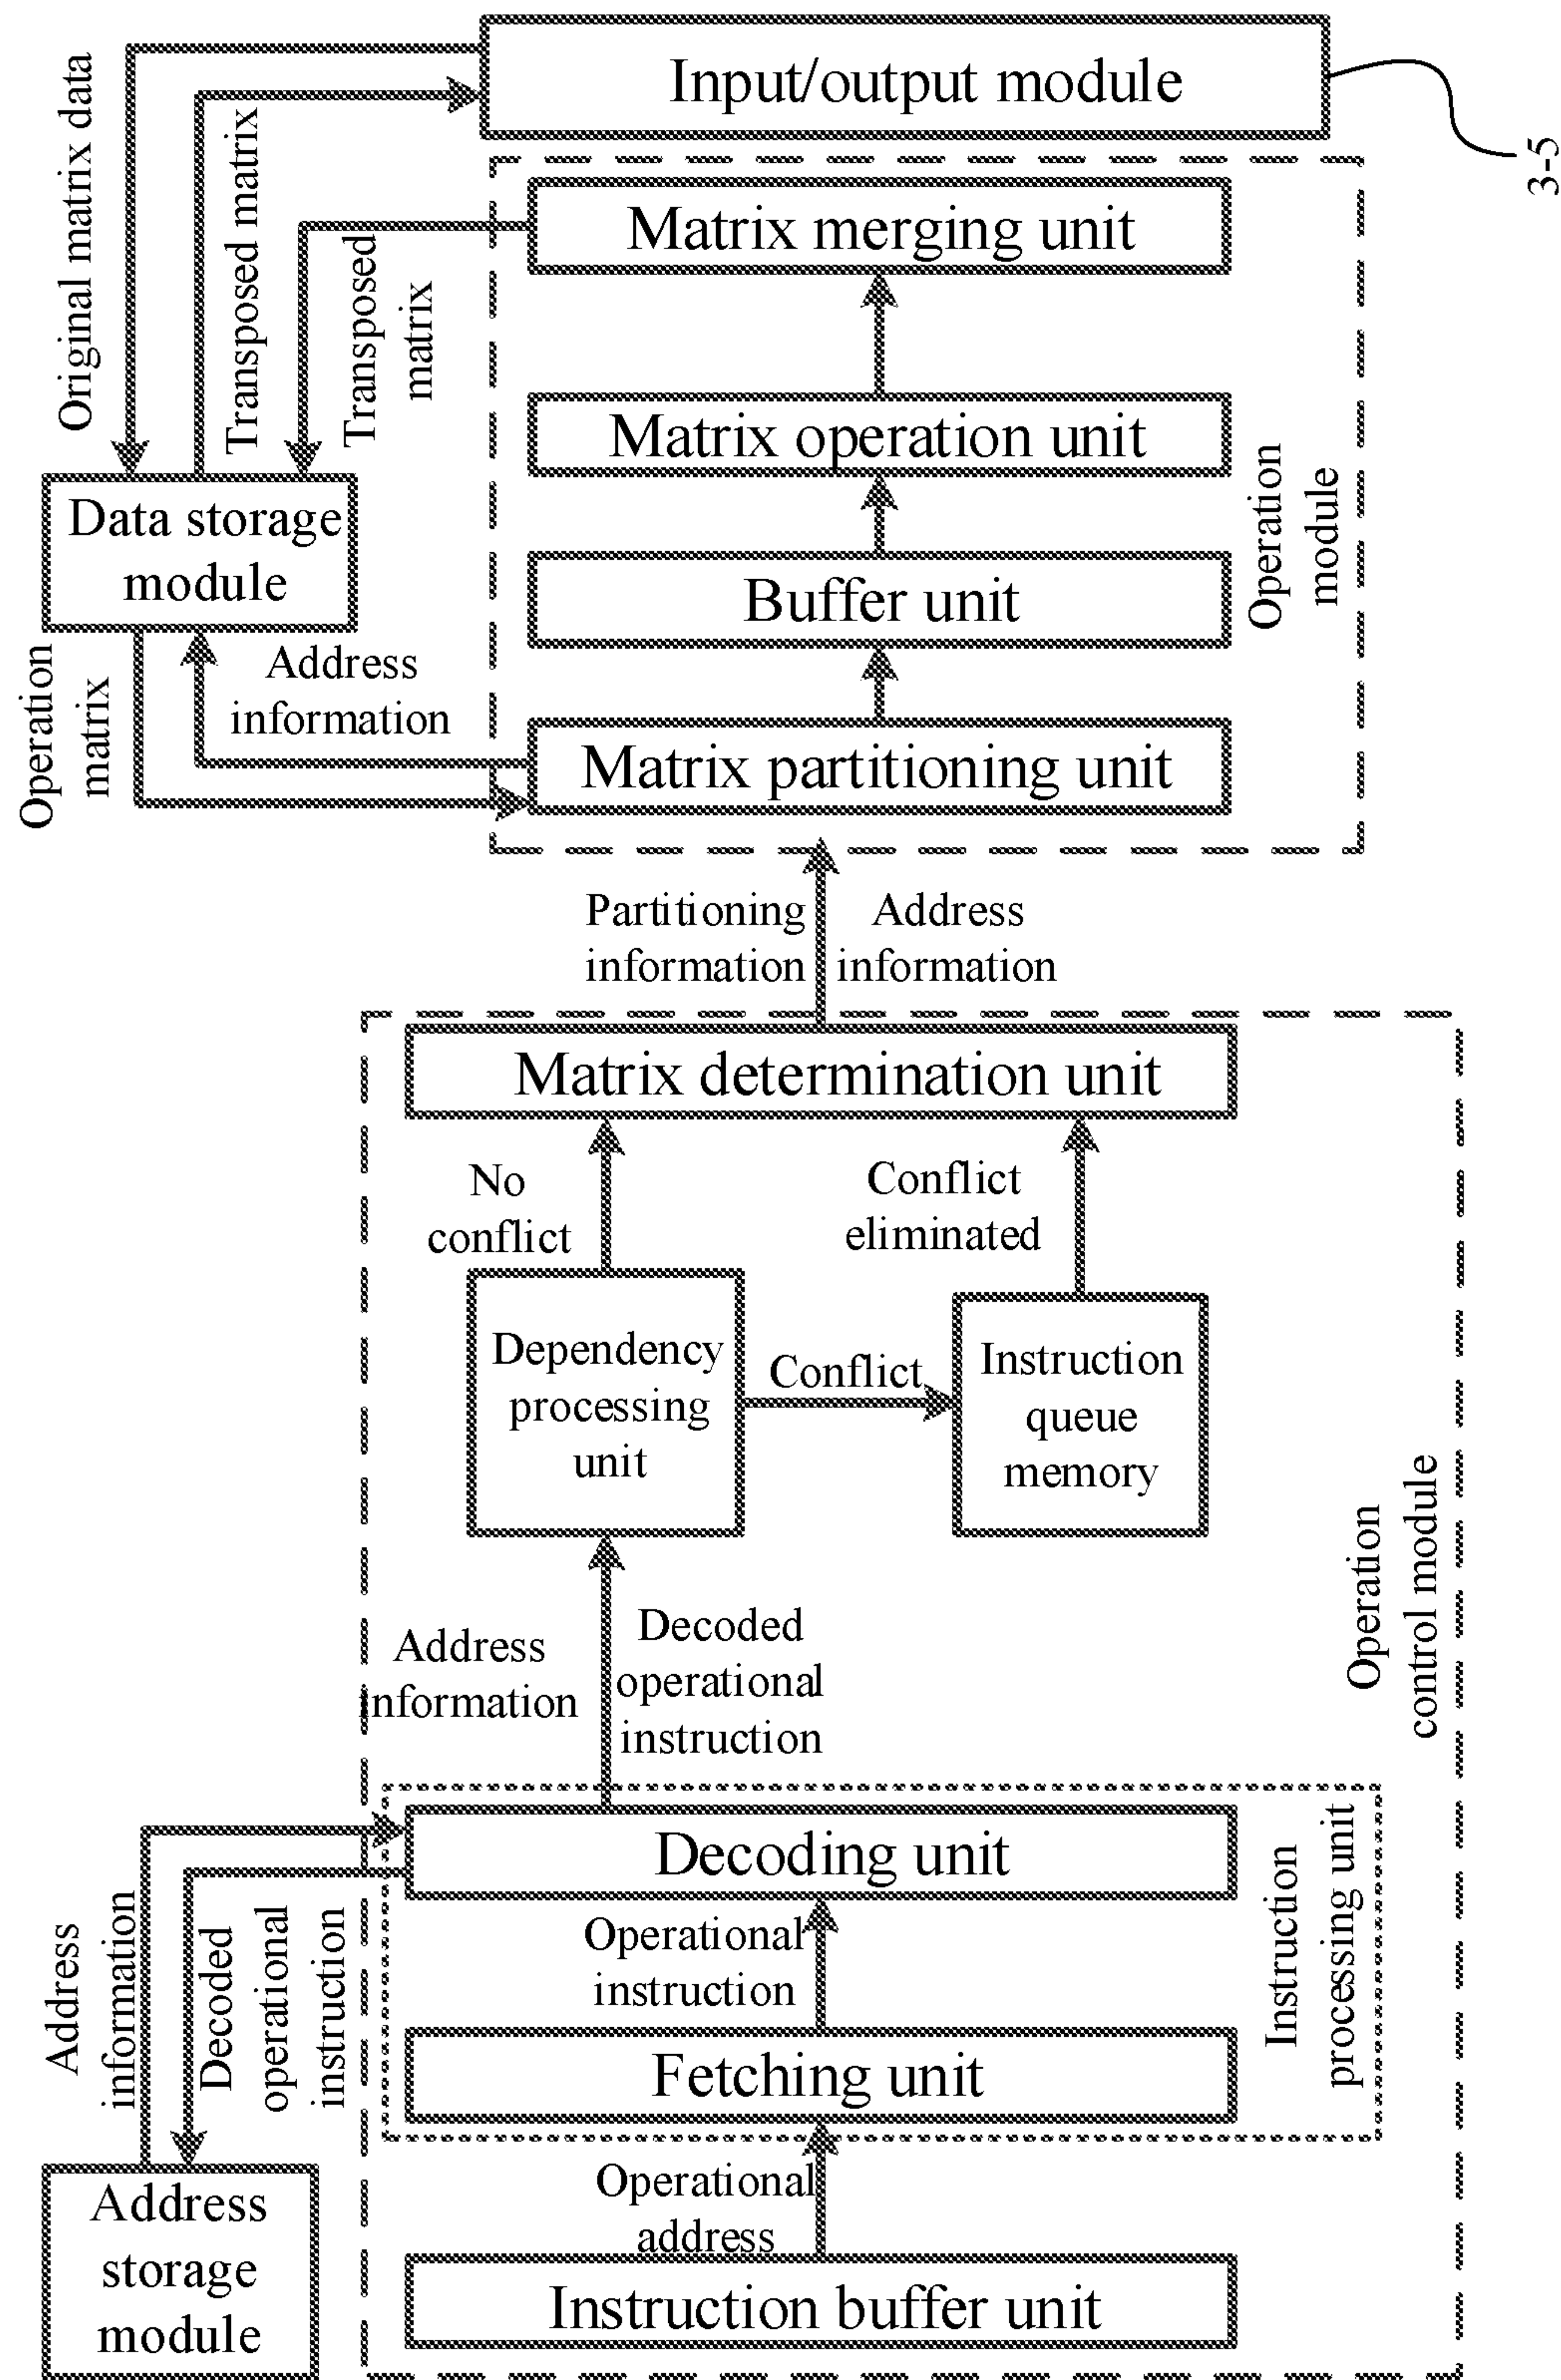 Input/output module
3-5
Original matrix data
Transposed matrix
Transposed
matrix
Matrix merging unit
Matrix operation unit
Data storage
module
Buffer unit
Operation
module
Operation
matrix
Address
information
Matrix partitioning unit
Partitioning
information
Address
information
Matrix determination unit
No
conflict
Conflict
eliminated
Dependency
processing
unit
Conflict
Instruction
queue
memory
Operation
control module
Address
information
Decoded
operational
instruction
Decoding unit
Address
information
Decoded
operational
instruction
Operational
instruction
Instruction
processing unit
Fetching unit
Operational
address
Address
storage
module
Instruction buffer unit